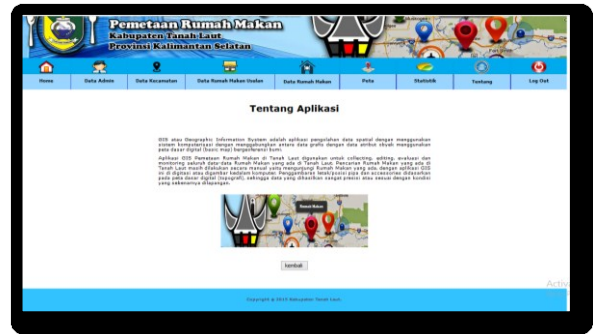 Pemetaan Rumah Makan
Kabupaten Tanah Laut
Provinsi Kalimantan Selatan
Home Data Admin Data Kecamatan Data Rumah Makan Usulan Data Rumah Makan Peta Statistik Tentang Log Out
Tentang Aplikasi
GIS atau Geographic Information System adalah aplikasi pengolahan data spatial dengan menggunakan
sistem komputerisasi dengan menggabungkan antara data grafis dengan data atribut obyek menggunakan
peta dasar digital (basic map) bergeoferensi bumi.
Aplikasi GIS Pemetaan Rumah Makan di Tanah Laut digunakan untuk collecting, editing, evaluasi dan
monitoring seluruh data data Rumah Makan yang ada di Tanah Laut. Pencarian Rumah Makan yang ada di
Tanah Laut masih dilakukan secara manual yaitu mengunjungi Rumah Makan yang ada, dengan aplikasi GIS
ini di digitasi atau digambar kedalam komputer. Penggambaran letak/posisi pipa dan accessories didasarkan
pada peta dasar digital (topografi), sehingga data yang dihasilkan sangat presisi atau sesuai dengan kondisi
yang sebenarnya dilapangan.
Rumah Makan
kembali
Copyright @ 2015 Kabupaten Tanah Laut.
Activ